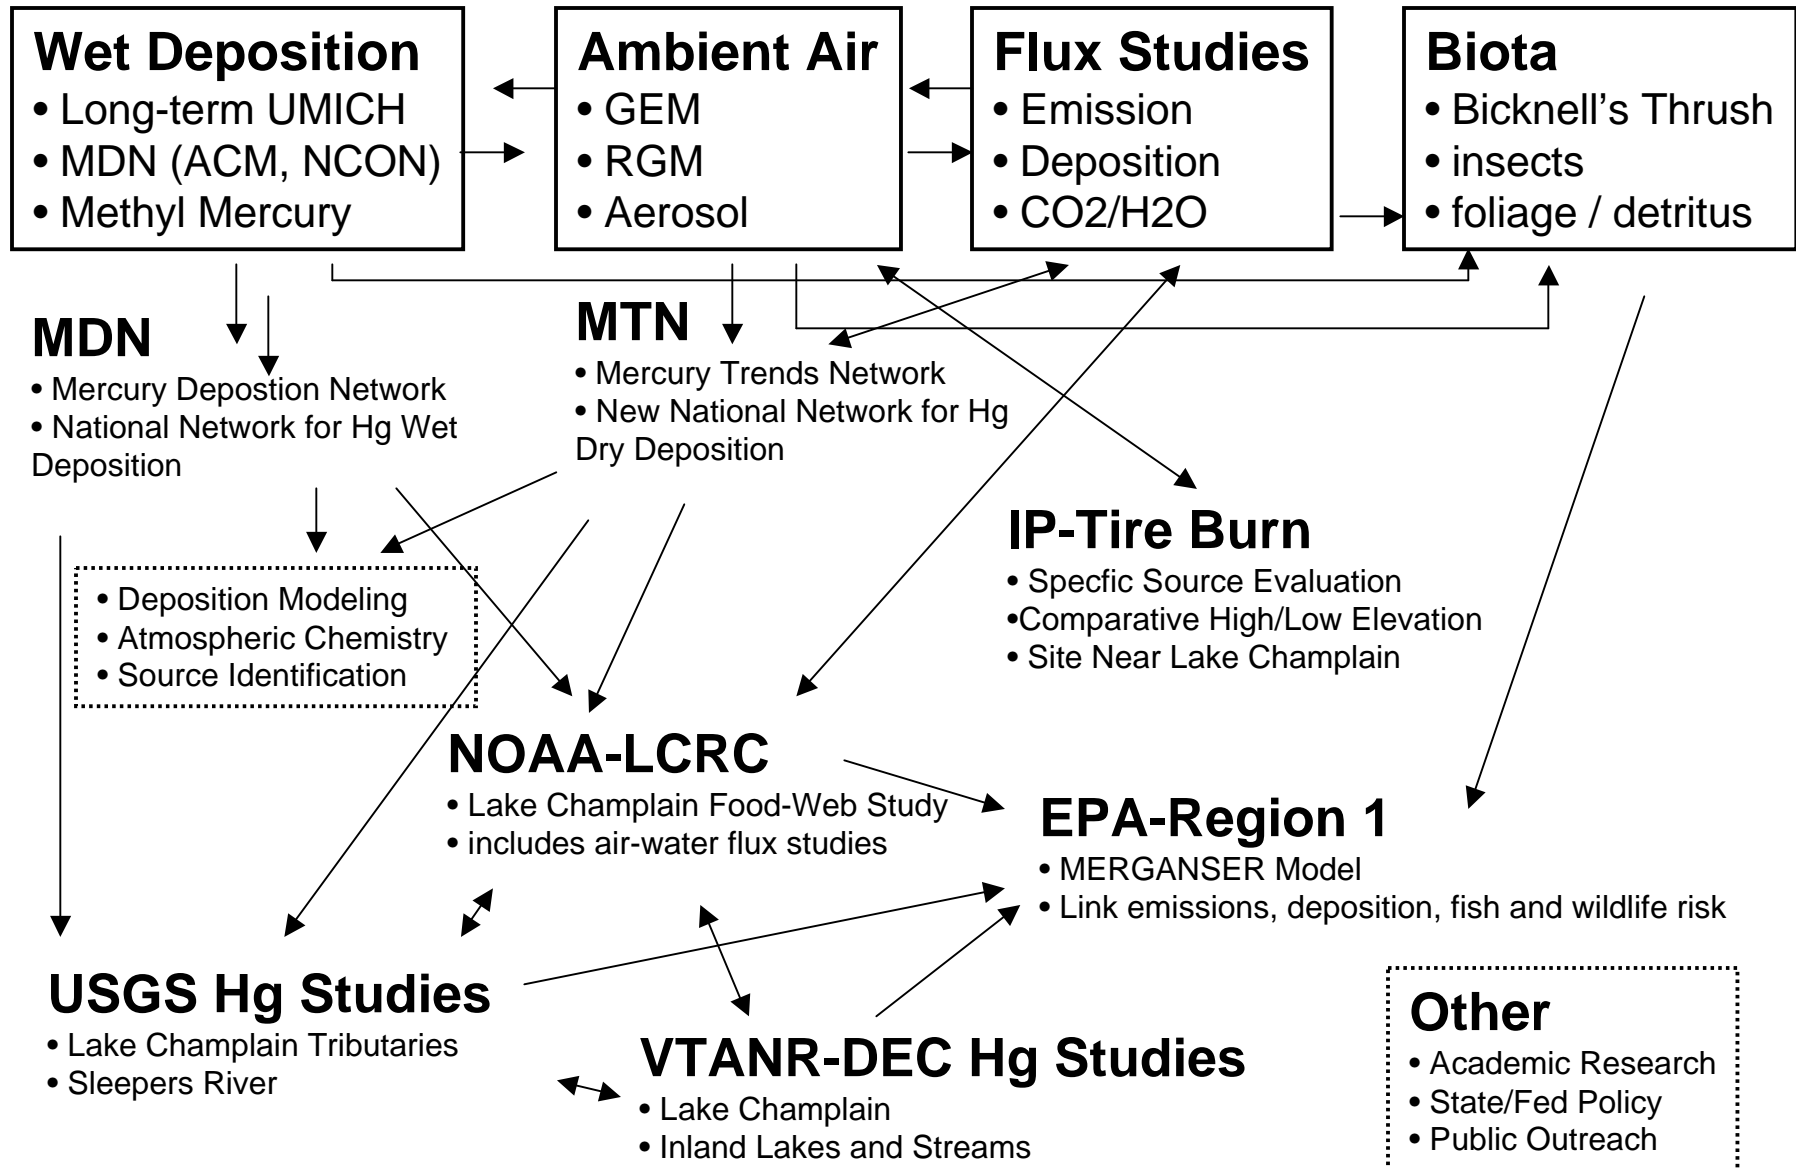 Wet Deposition
• Long-term UMICH
• MDN (ACM, NCON)
• Methyl Mercury
Ambient Air
• GEM
• RGM
• Aerosol
Flux Studies
• Emission
• Deposition
• CO2/H2O
Biota
• Bicknell's Thrush
• insects
• foliage / detritus
MDN
• Mercury Depostion Network
• National Network for Hg Wet
Deposition
MTN
• Mercury Trends Network
• New National Network for Hg
Dry Deposition
IP-Tire Burn
• Specfic Source Evaluation
•Comparative High/Low Elevation
• Site Near Lake Champlain
• Deposition Modeling
• Atmospheric Chemistry
• Source Identification
NOAA-LCRC
• Lake Champlain Food-Web Study
• includes air-water flux studies
EPA-Region 1
• MERGANSER Model
• Link emissions, deposition, fish and wildlife risk
USGS Hg Studies
• Lake Champlain Tributaries
• Sleepers River
VTANR-DEC Hg Studies
• Lake Champlain
• Inland Lakes and Streams
Other
• Academic Research
• State/Fed Policy
• Public Outreach